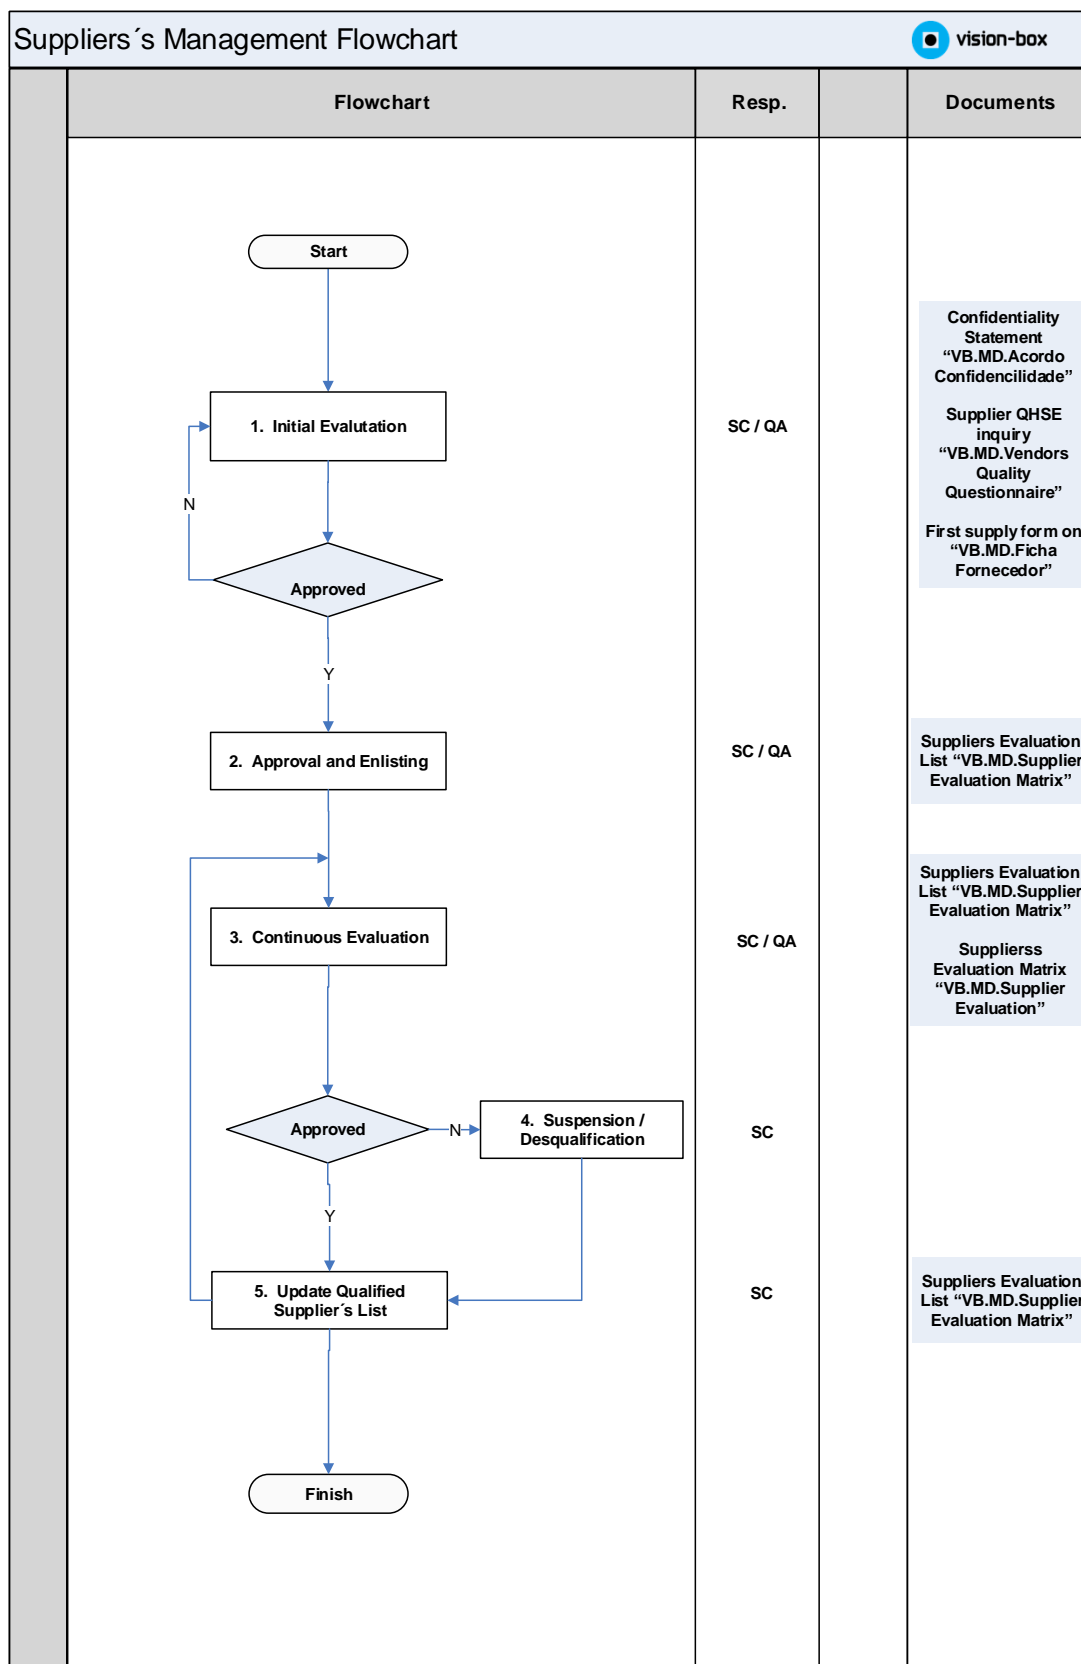 Suppliers´s Management Flowchart
vision-box
Flowchart
Resp.
Documents
Start
Confidentiality
Statement
“VB.MD.Acordo
Confidencilidade”
Supplier QHSE
inquiry
“VB.MD.Vendors
Quality
Questionnaire”
First supply form on
“VB.MD.Ficha
Fornecedor”
1. Initial Evalutation
SC / QA
N
Approved
Y
2. Approval and Enlisting
SC / QA
Suppliers Evaluation
List “VB.MD.Supplier
Evaluation Matrix”
3. Continuous Evaluation
SC / QA
Suppliers Evaluation
List “VB.MD.Supplier
Evaluation Matrix”
Supplierss
Evaluation Matrix
“VB.MD.Supplier
Evaluation”
Approved
N
4. Suspension /
Desqualification
SC
Y
5. Update Qualified
Supplier´s List
SC
Suppliers Evaluation
List “VB.MD.Supplier
Evaluation Matrix”
Finish